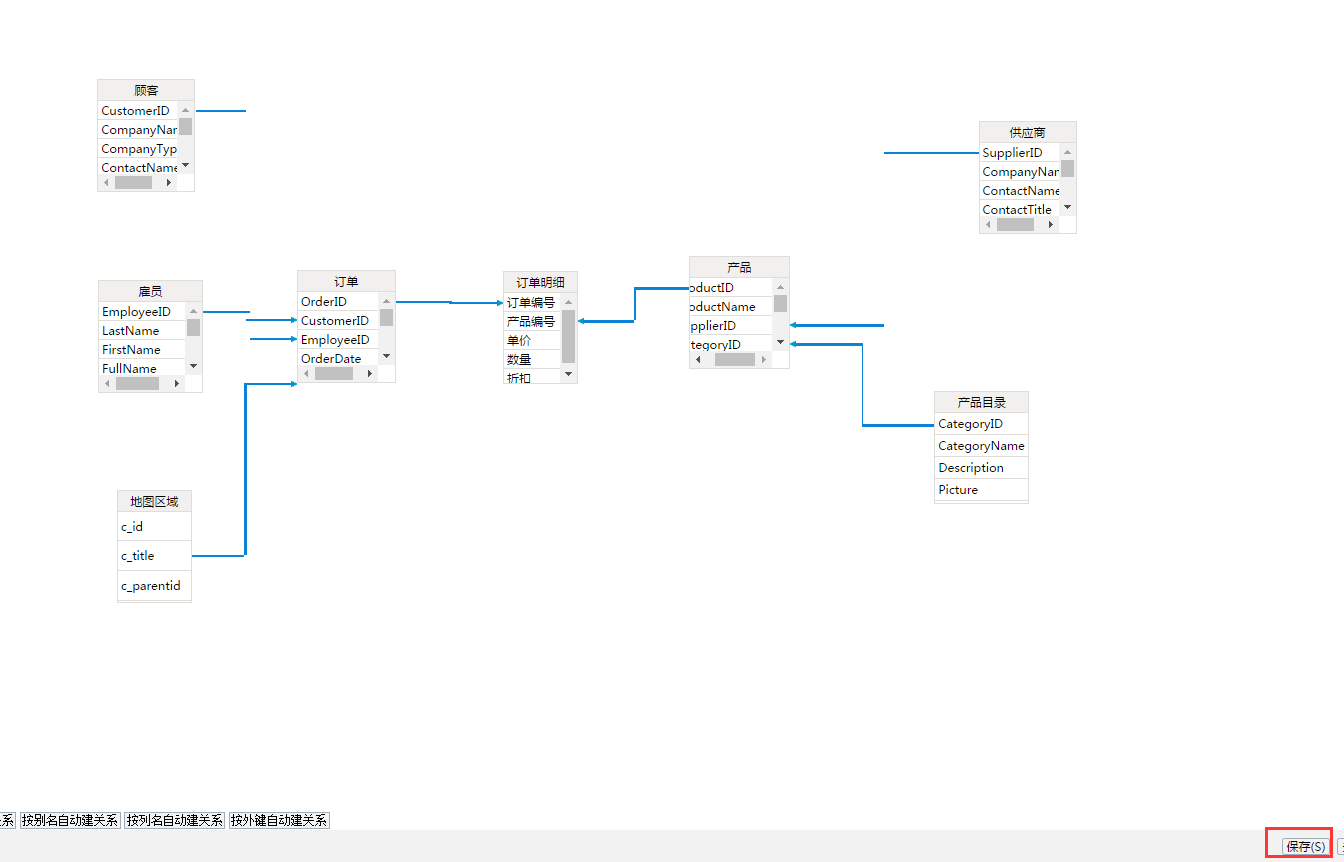 顾客
CustomerID
CompanyNar
CompanyTyp
ContactName
供应商
SupplierID
CompanyNar
ContactName
ContactTitle
雇员
EmployeeID
LastName
FirstName
FullName
订单
OrderID
CustomerID
EmployeeID
OrderDate
订单明细
订单编号
产品编号
单价
数量
折扣
产品
oductID
oductName
pplierID
tegoryID
产品目录
CategoryID
CategoryName
Description
Picture
地图区域
c_id
c_title
c_parentid
系 按别名自动建关系 按列名自动建关系 按外键自动建关系
保存(S)